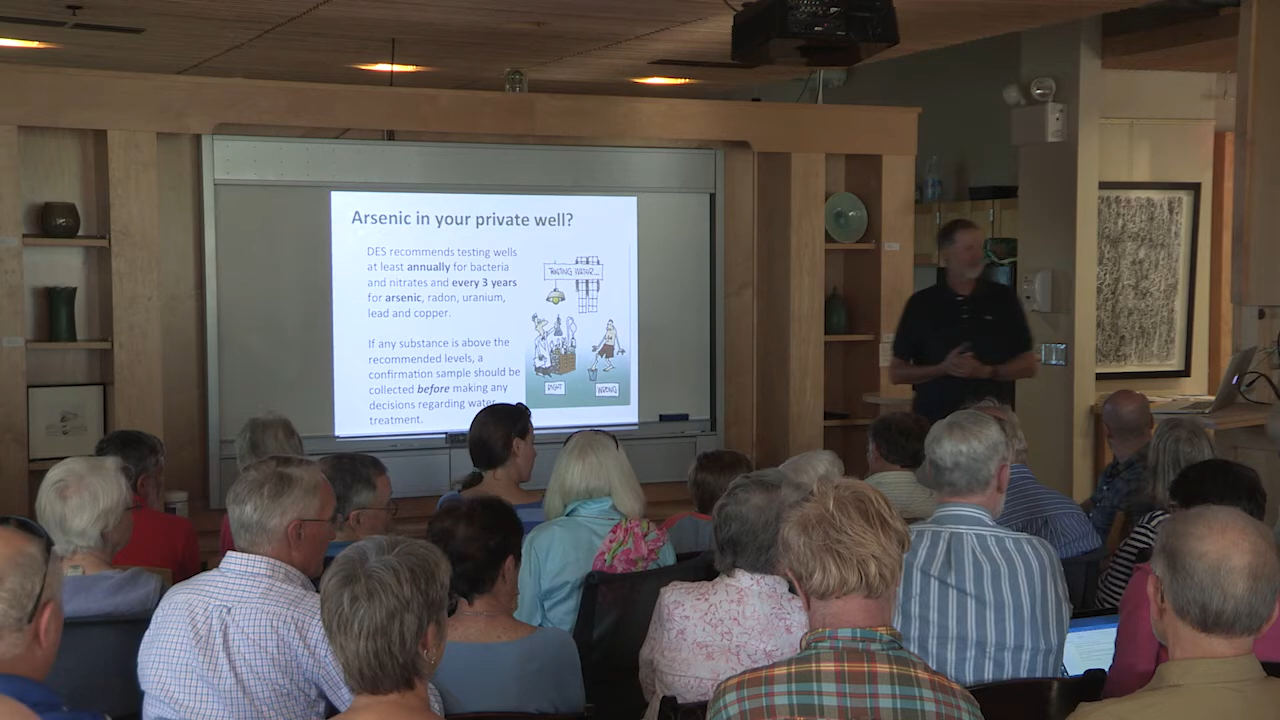 Arsenic in your private well?
DES recommends testing wells
at least annually for bacteria
and nitrates and every 3 years
for arsenic, radon, uranium,
lead and copper.
If any substance is above the
recommended levels, a
confirmation sample should be
collected before making any
decisions regarding water
treatment.
TESTING WATER...
RIGHT
WRONG